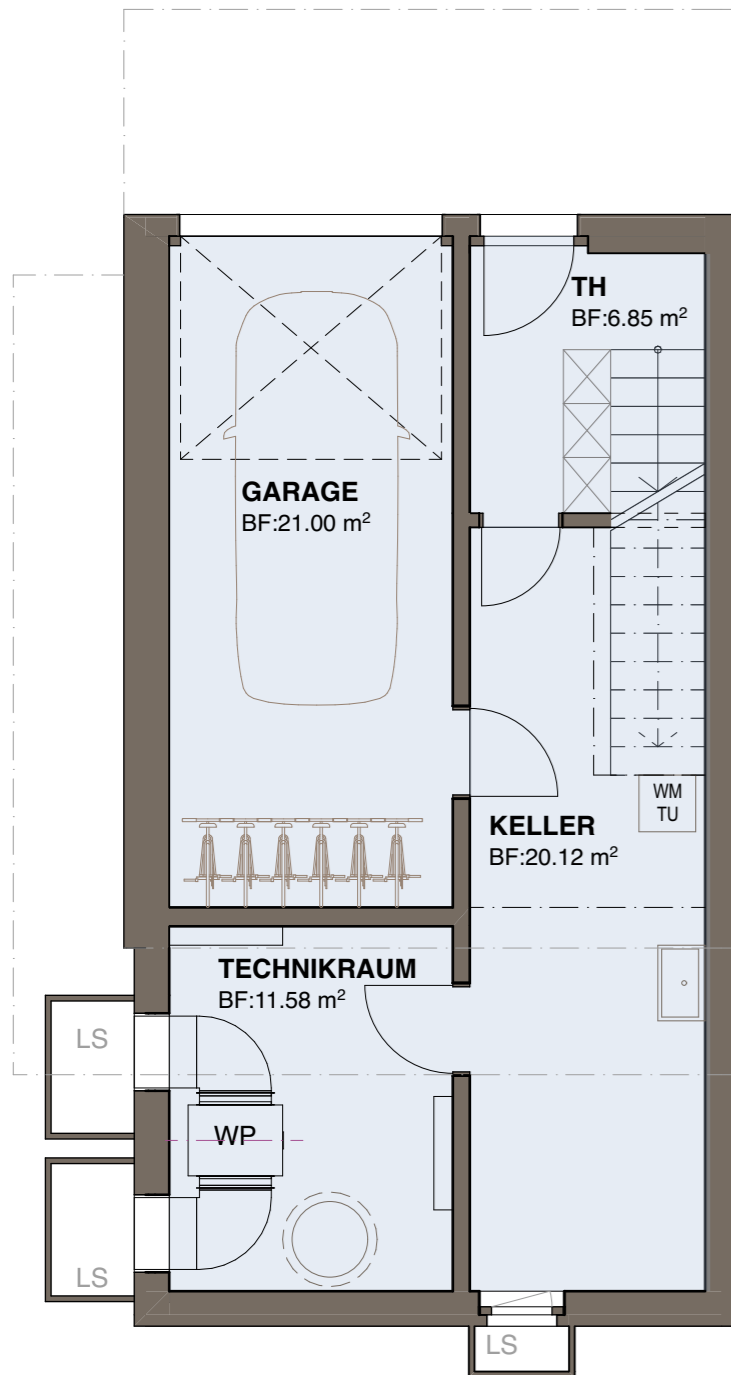 TH
BF:6.85 m²
GARAGE
BF:21.00 m²
WM
TU
KELLER
BF:20.12 m²
TECHNIKRAUM
BF:11.58 m²
LS
WP
LS
LS